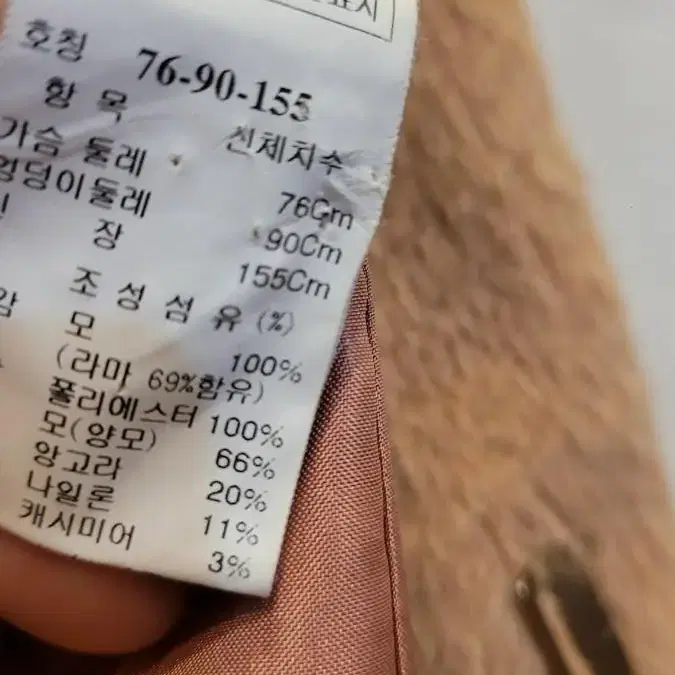 표시
호칭 76-90-155
항 목 신체치수
가슴 둘레 76Cm
엉덩이둘레 90Cm
신 장 155Cm
조 성 섬 유 (%)
모 100%
(라마 69%함유)
폴리에스터 100%
모(양모) 66%
앙고라 20%
나일론 11%
캐시미어 3%